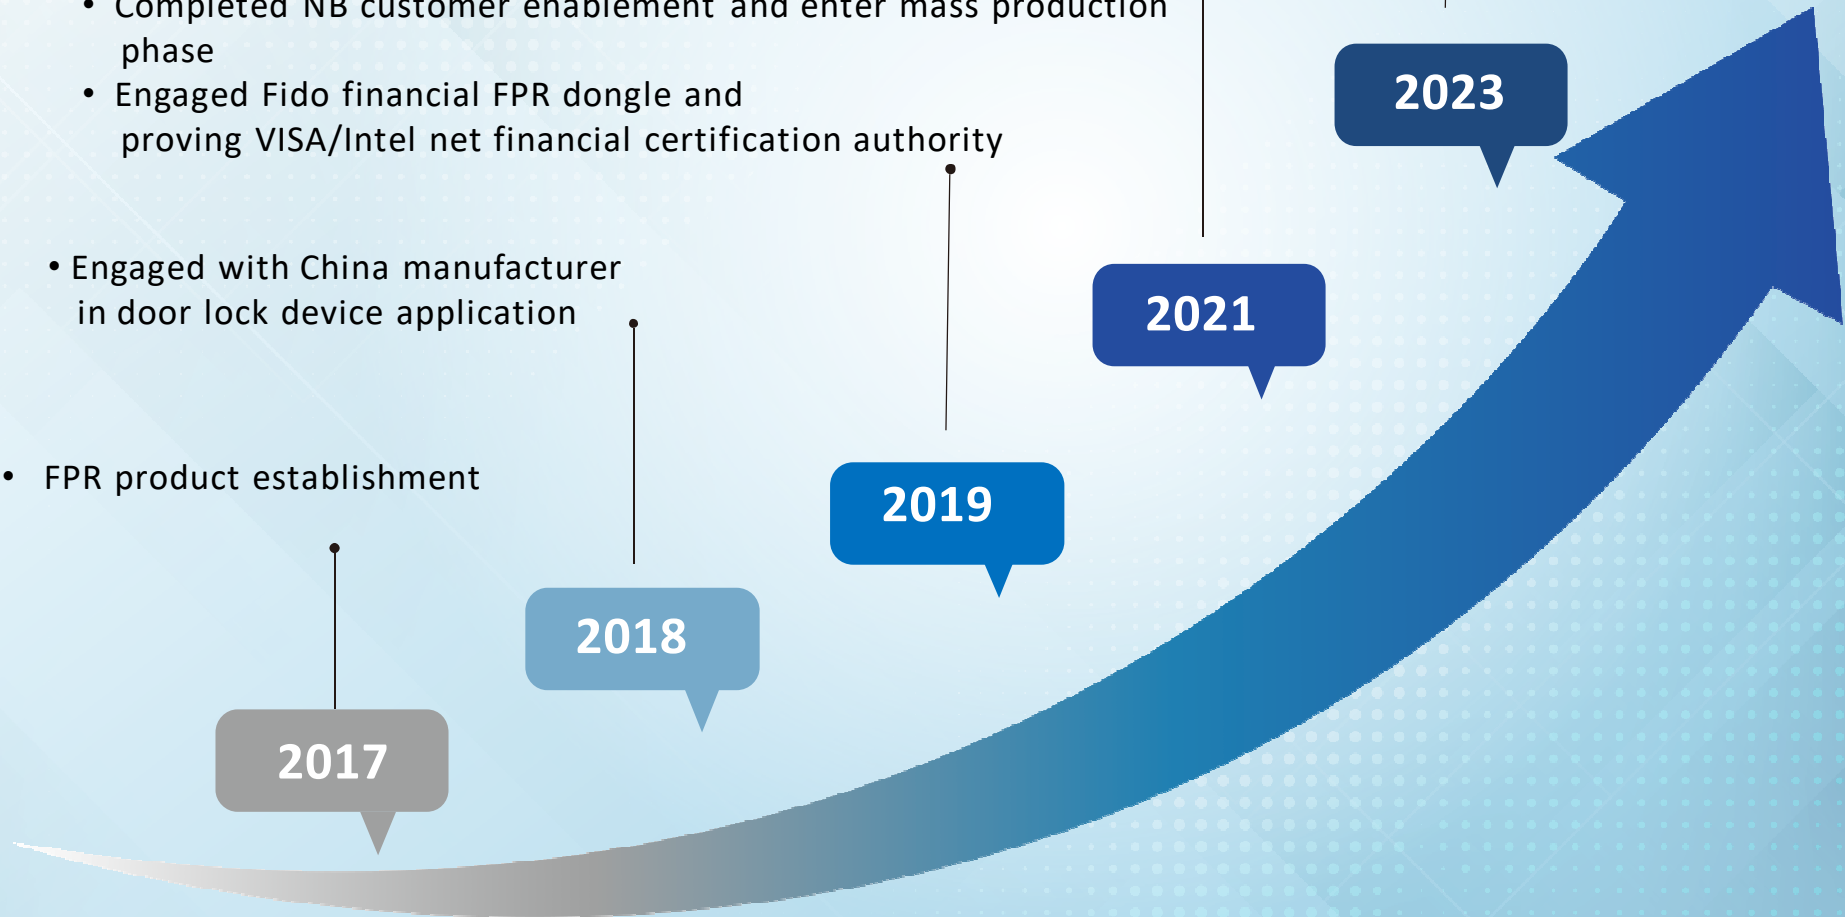 • Completed NB customer enablement and enter mass production
phase
• Engaged Fido financial FPR dongle and
proving VISA/Intel net financial certification authority
2023
• Engaged with China manufacturer
in door lock device application
2021
• FPR product establishment
2019
2018
2017